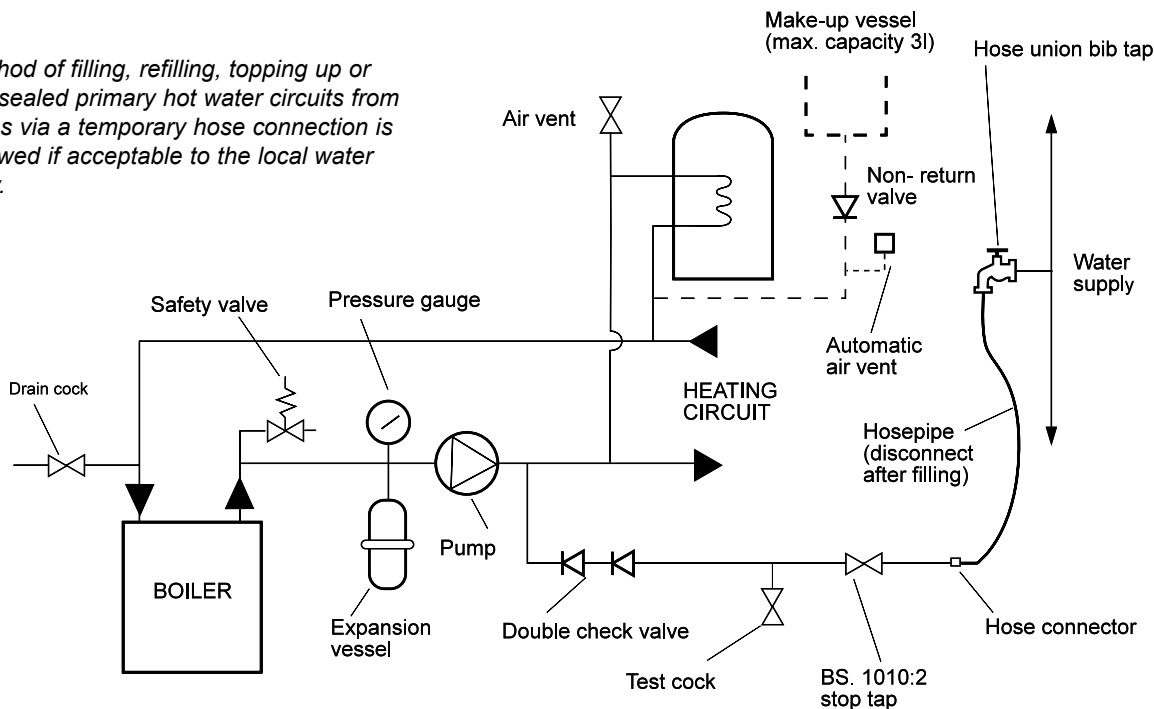 hod of filling, refilling, topping up or
sealed primary hot water circuits from
s via a temporary hose connection is
wed if acceptable to the local water
Make-up vessel
(max. capacity 3l)
Hose union bib tap
Air vent
Non- return
valve
Water
supply
Safety valve
Pressure gauge
Automatic
air vent
Drain cock
HEATING
CIRCUIT
Hosepipe
(disconnect
after filling)
Pump
BOILER
Expansion
vessel
Double check valve
Hose connector
Test cock
BS. 1010:2
stop tap